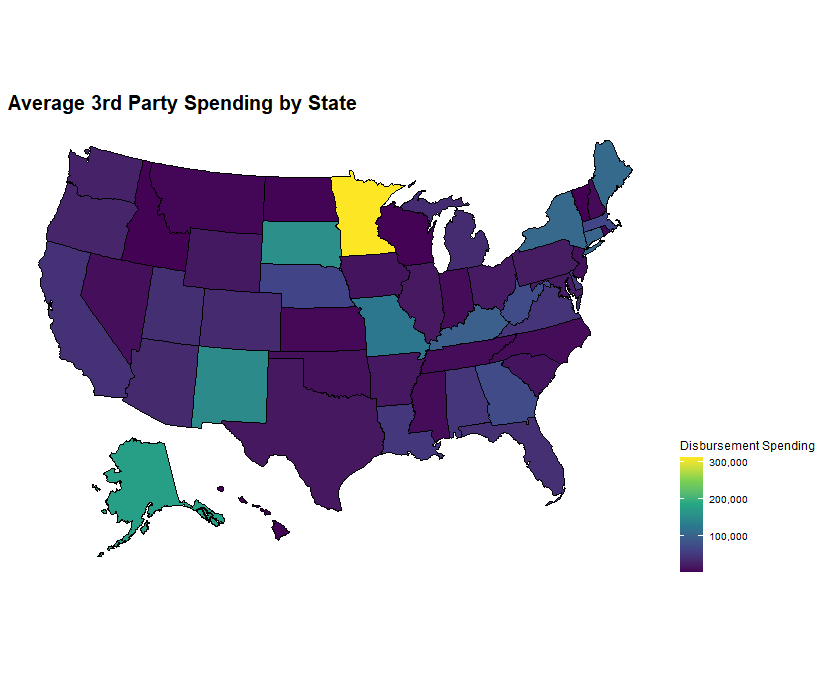 Average 3rd Party Spending by State
Disbursement Spending
300,000
200,000
100,000